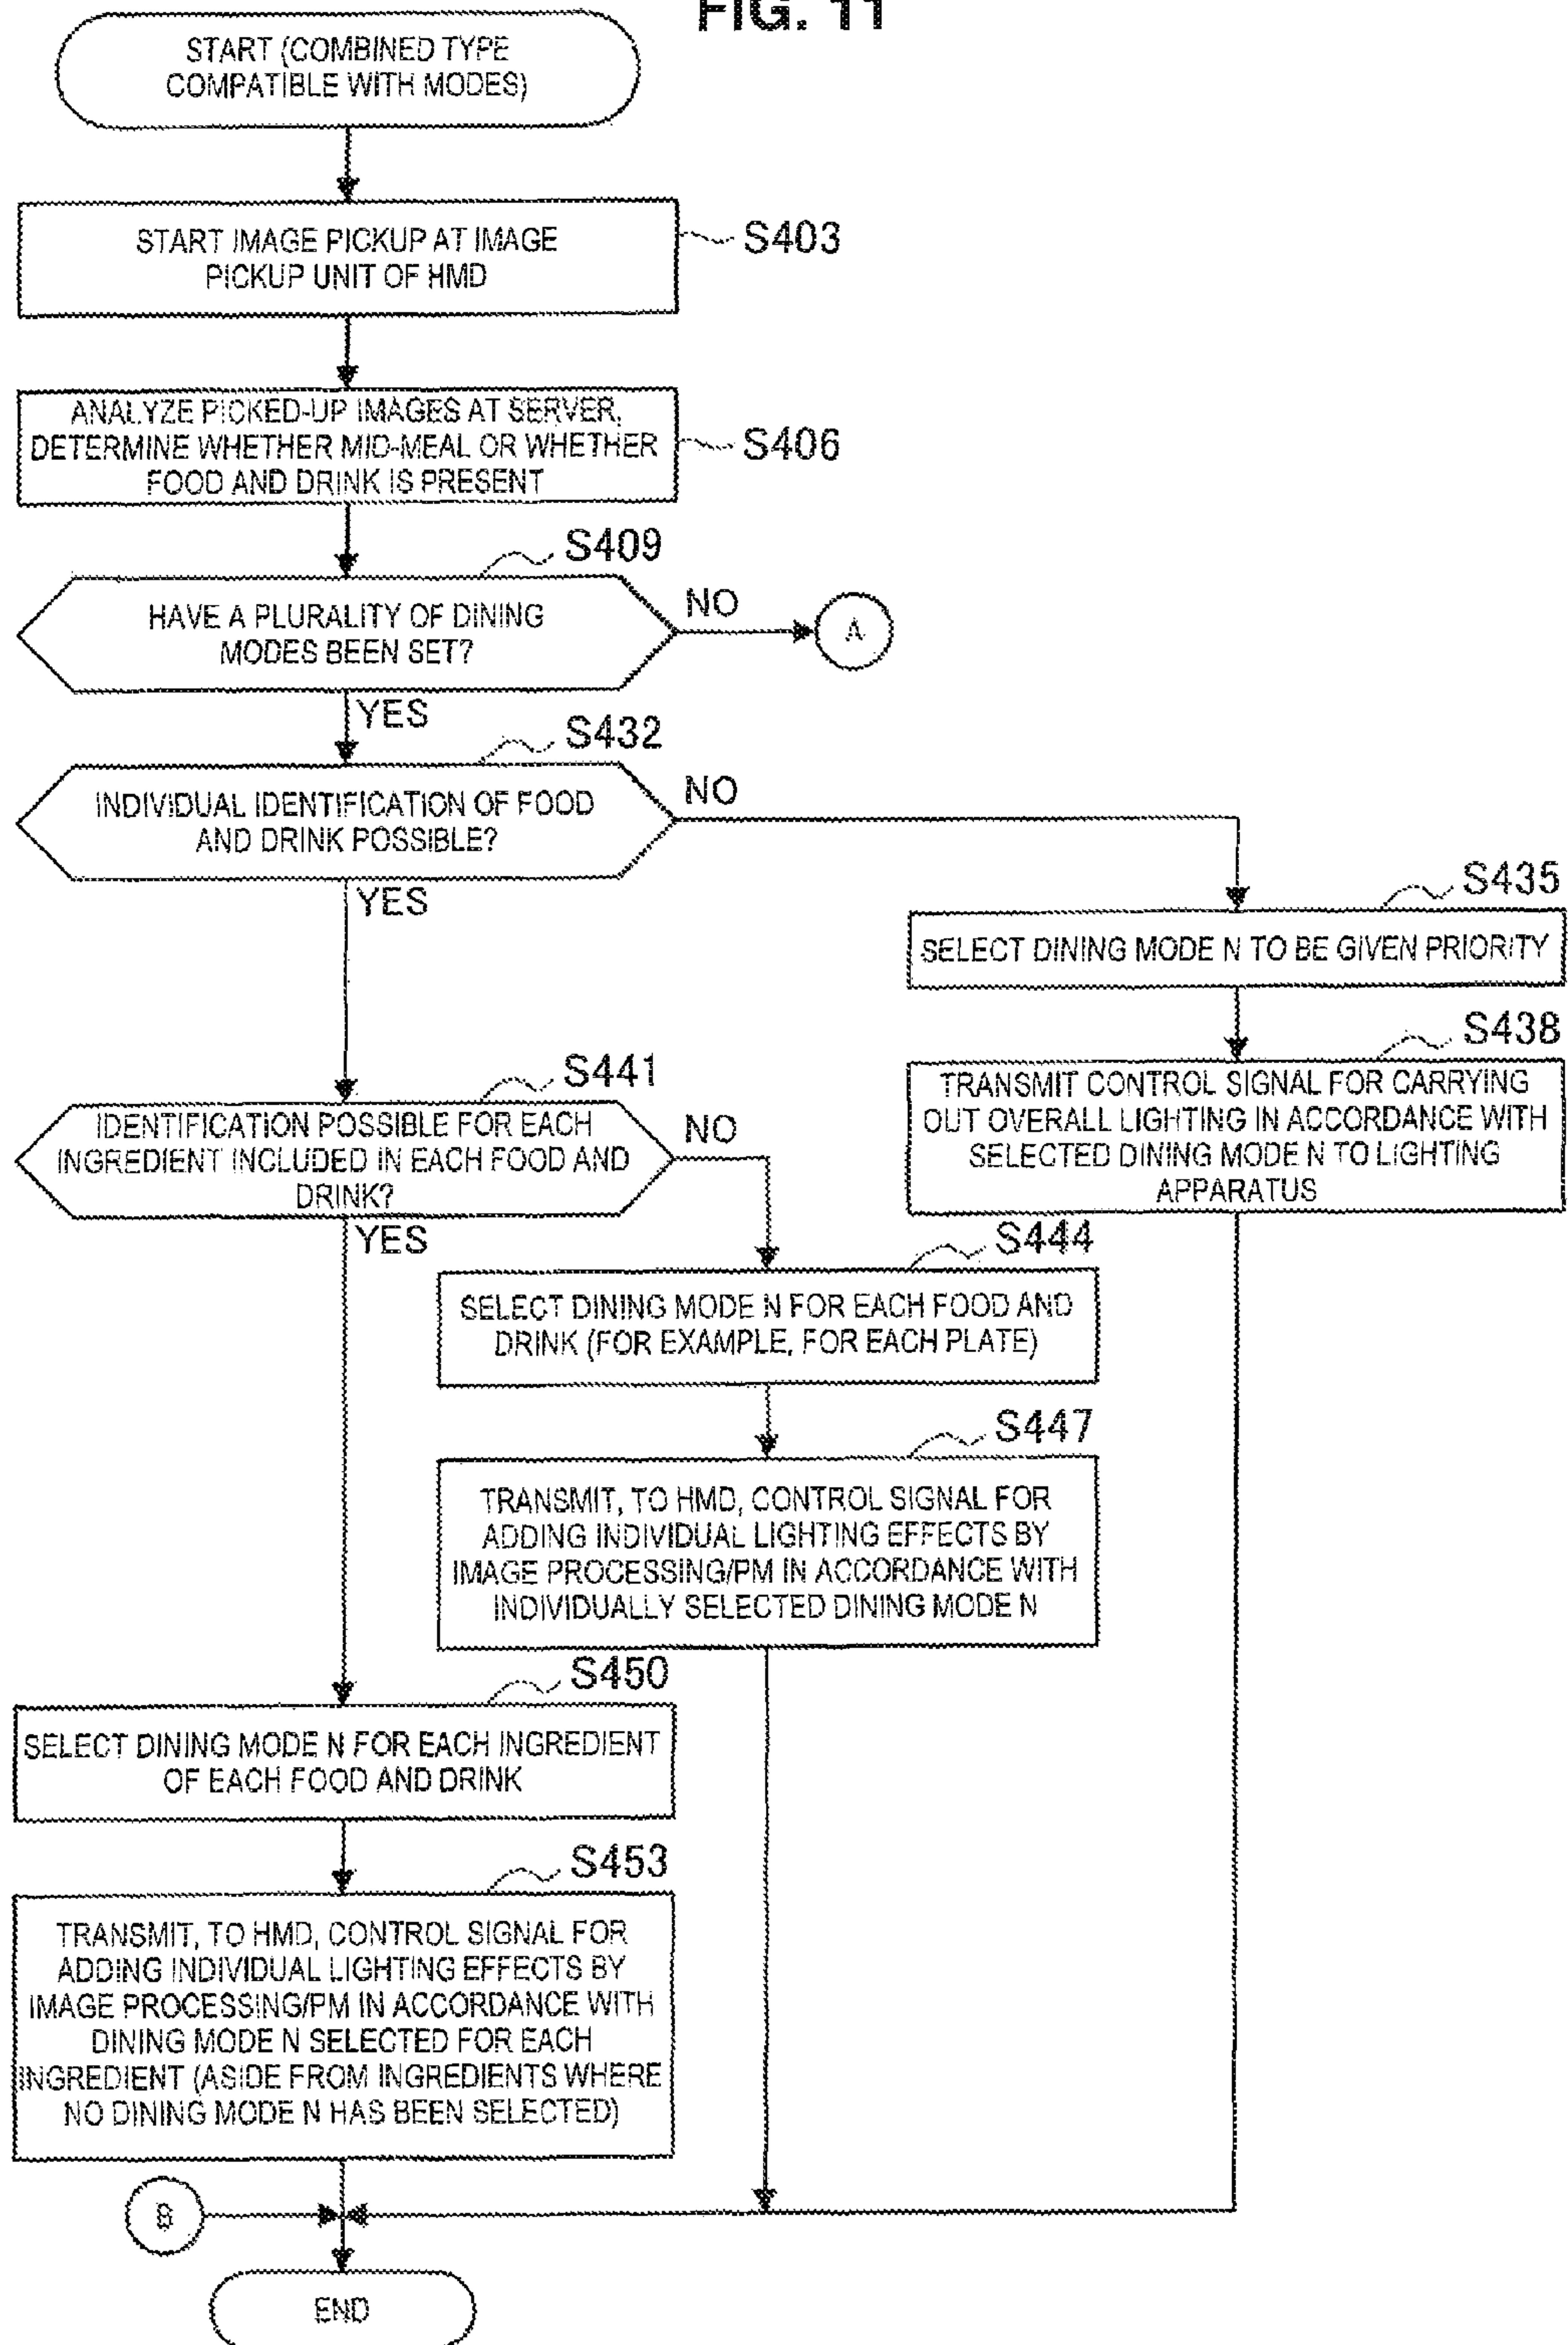 FIG. 11
START (COMBINED TYPE
COMPATIBLE WITH MODES)
START IMAGE PICKUP AT IMAGE
PICKUP UNIT OF HMD
S403
ANALYZE PICKED-UP IMAGES AT SERVER,
DETERMINE WHETHER MID-MEAL OR WHETHER
FOOD AND DRINK IS PRESENT
S406
S409
HAVE A PLURALITY OF DINING
MODES BEEN SET?
NO
A
YES
S432
INDIVIDUAL IDENTIFICATION OF FOOD
AND DRINK POSSIBLE?
NO
YES
S435
SELECT DINING MODE N TO BE GIVEN PRIORITY
S438
TRANSMIT CONTROL SIGNAL FOR CARRYING
OUT OVERALL LIGHTING IN ACCORDANCE WITH
SELECTED DINING MODE N TO LIGHTING
APPARATUS
S441
IDENTIFICATION POSSIBLE FOR EACH
INGREDIENT INCLUDED IN EACH FOOD AND
DRINK?
NO
YES
S444
SELECT DINING MODE N FOR EACH FOOD AND
DRINK (FOR EXAMPLE, FOR EACH PLATE)
S447
TRANSMIT, TO HMD, CONTROL SIGNAL FOR
ADDING INDIVIDUAL LIGHTING EFFECTS BY
IMAGE PROCESSING/PM IN ACCORDANCE WITH
INDIVIDUALLY SELECTED DINING MODE N
S450
SELECT DINING MODE N FOR EACH INGREDIENT
OF EACH FOOD AND DRINK
S453
TRANSMIT, TO HMD, CONTROL SIGNAL FOR
ADDING INDIVIDUAL LIGHTING EFFECTS BY
IMAGE PROCESSING/PM IN ACCORDANCE WITH
DINING MODE N SELECTED FOR EACH
INGREDIENT (ASIDE FROM INGREDIENTS WHERE
NO DINING MODE N HAS BEEN SELECTED)
B
END